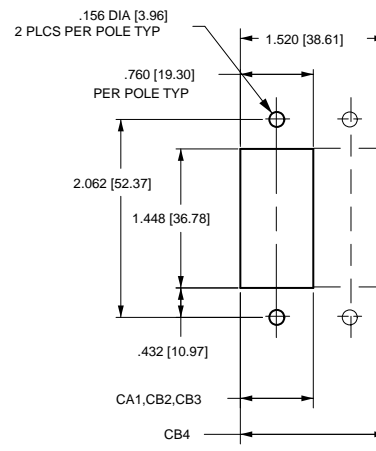 .156 DIA [3.96]
2 PLCS PER POLE TYP
1.520 [38.61]
.760 [19.30]
PER POLE TYP
2.062 [52.37]
1.448 [36.78]
.432 [10.97]
CA1,CB2,CB3
CB4